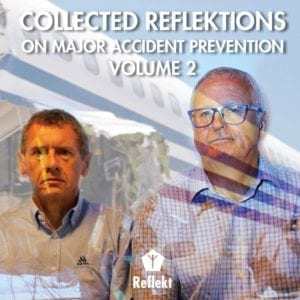 COLLECTED REFLEKTIONS
ON MAJOR ACCIDENT PREVENTION
VOLUME 2
Reflekt